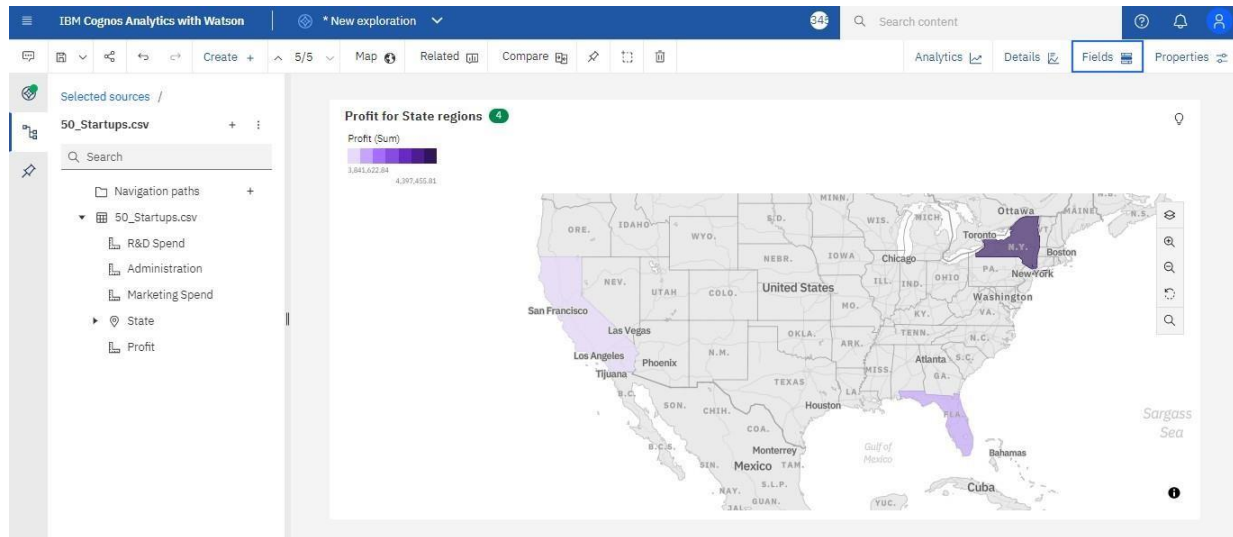 IBM Cognos Analytics with Watson
* New exploration
345
Search content
Create +
5/5
Map
Related
Compare
Analytics
Details
Fields
Properties
Selected sources /
50_Startups.csv
Search
Navigation paths
50_Startups.csv
R&D Spend
Administration
Marketing Spend
State
Profit
Profit for State regions 4
Profit (Sum)
3,841,622.84
4,397,455.81
MINN.
Ottawa
MAINE
N.S.
ORE.
IDAHO
S.D.
WIS.
MICH.
WYO.
Toronto
N.Y.
VT
Boston
NEBR.
IOWA
Chicago
PA.
New York
NEV.
UTAH
COLO.
United States
ILL.
IND.
OHIO
Washington
San Francisco
MO.
KY.
VA.
Las Vegas
OKLA.
TENN.
N.C.
Los Angeles
Phoenix
N.M.
ARK.
Atlanta
S.C.
Tijuana
MISS.
GA.
B.C.
TEXAS
LA.
SON.
CHIH.
Houston
FLA.
Sargass
Sea
COA.
B.C.S.
Monterrey
Gulf of
Mexico
Bahamas
SIN.
Mexico
TAM.
NAY.
S.L.P.
Cuba
GUAN.
YUC.
JAL.